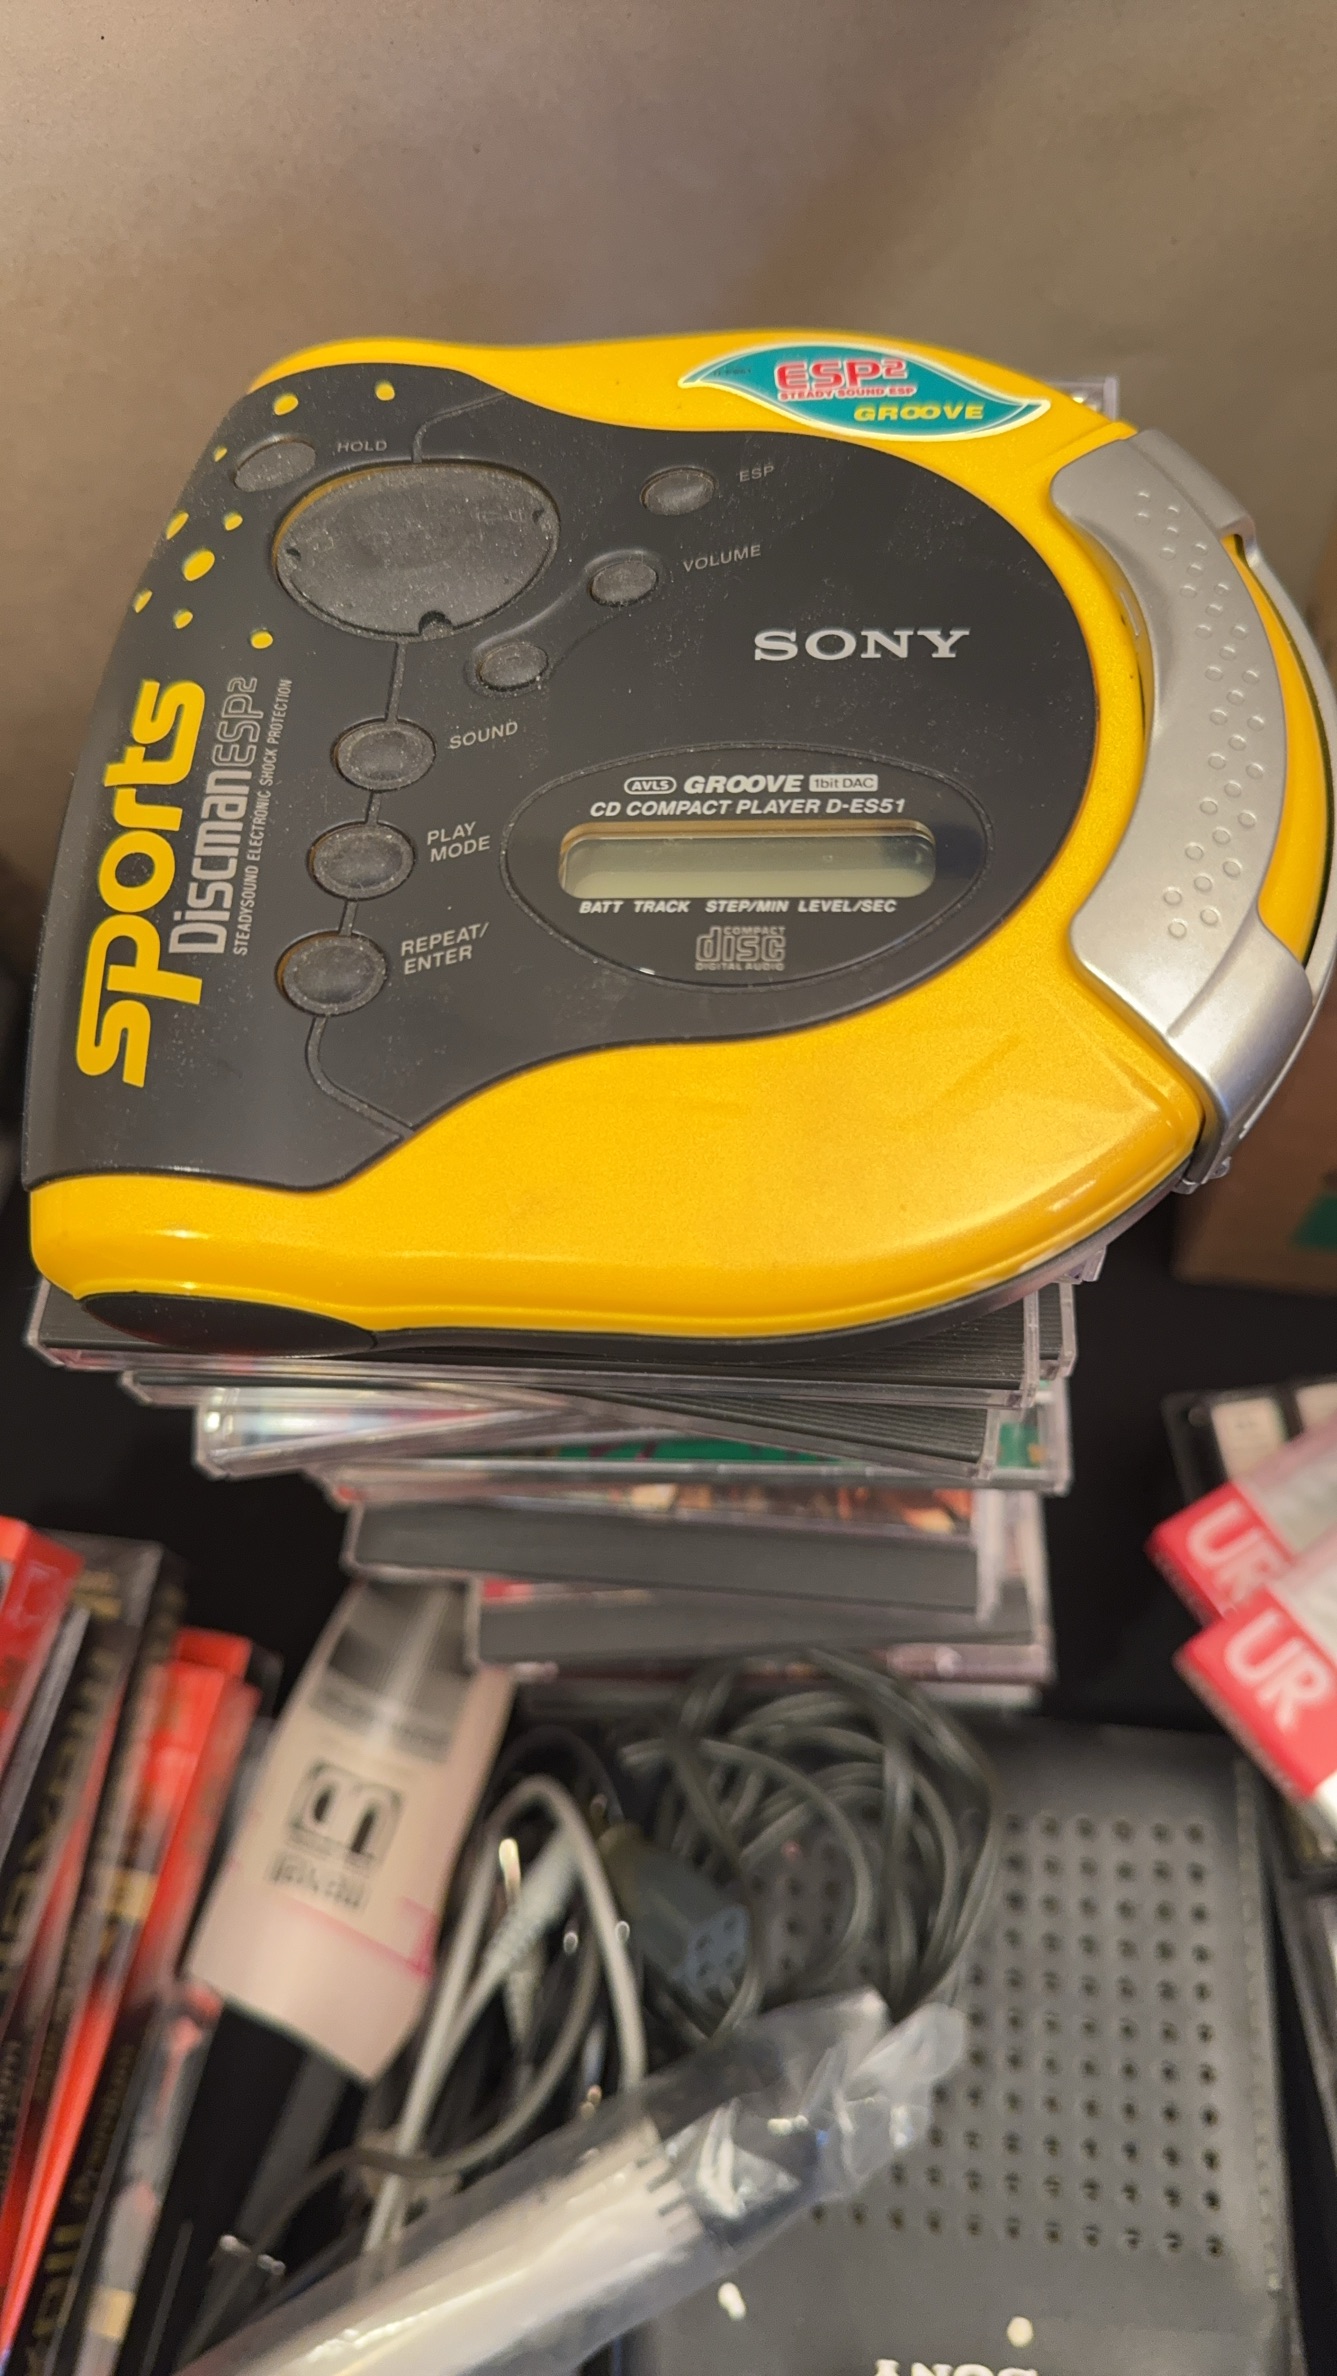 ESP2
STEADY SOUND ESP
GROOVE
HOLD
ESP
VOLUME
SONY
SOUND
PLAY
MODE
REPEAT/
ENTER
AVLS GROOVE 1bit DAC
CD COMPACT PLAYER D-ES51
BATT TRACK STEP/MIN LEVEL/SEC
COMPACT
disc
DIGITAL AUDIO
sports
Discman ESP2
STEADYSOUND ELECTRONIC SHOCK PROTECTION
UR
UR
SONY